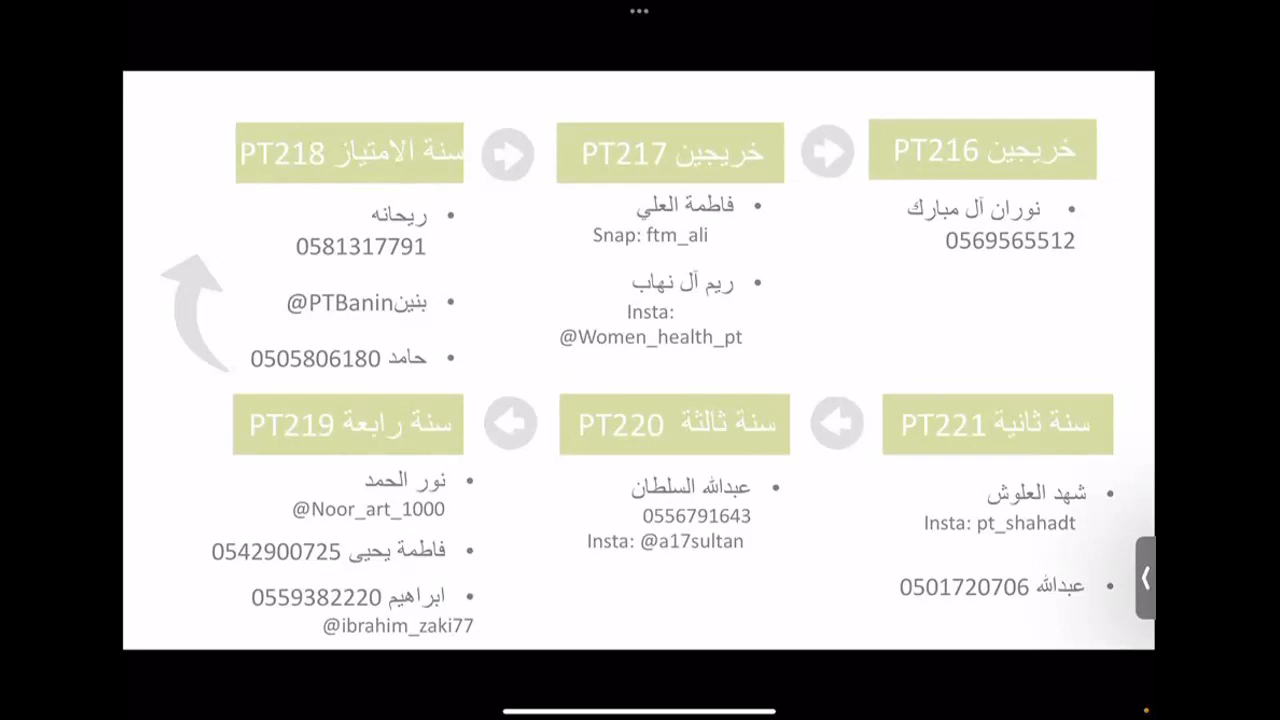 خريجين PT216
نوران آل مبارك
0569565512
خريجين PT217
فاطمة العلي
Snap: ftm_ali
ريم آل نهاب
Insta:
@Women_health_pt
سنة الامتياز PT218
ريحانه
0581317791
بنين@PTBanin
حامد 0505806180
سنة ثانية PT221
شهد العلوش
Insta: pt_shahadt
عبدالله 0501720706
سنة ثالثة PT220
عبدالله السلطان
0556791643
Insta: @a17sultan
سنة رابعة PT219
نور الحمد
@Noor_art_1000
فاطمة يحيى 0542900725
ابراهيم 0559382220
@ibrahim_zaki77